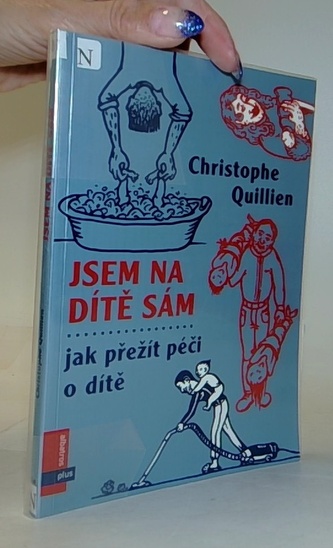 N
Christophe
Quillien
JSEM NA
DÍTĚ SÁM
jak přežít péči
o dítě
albatros
plus